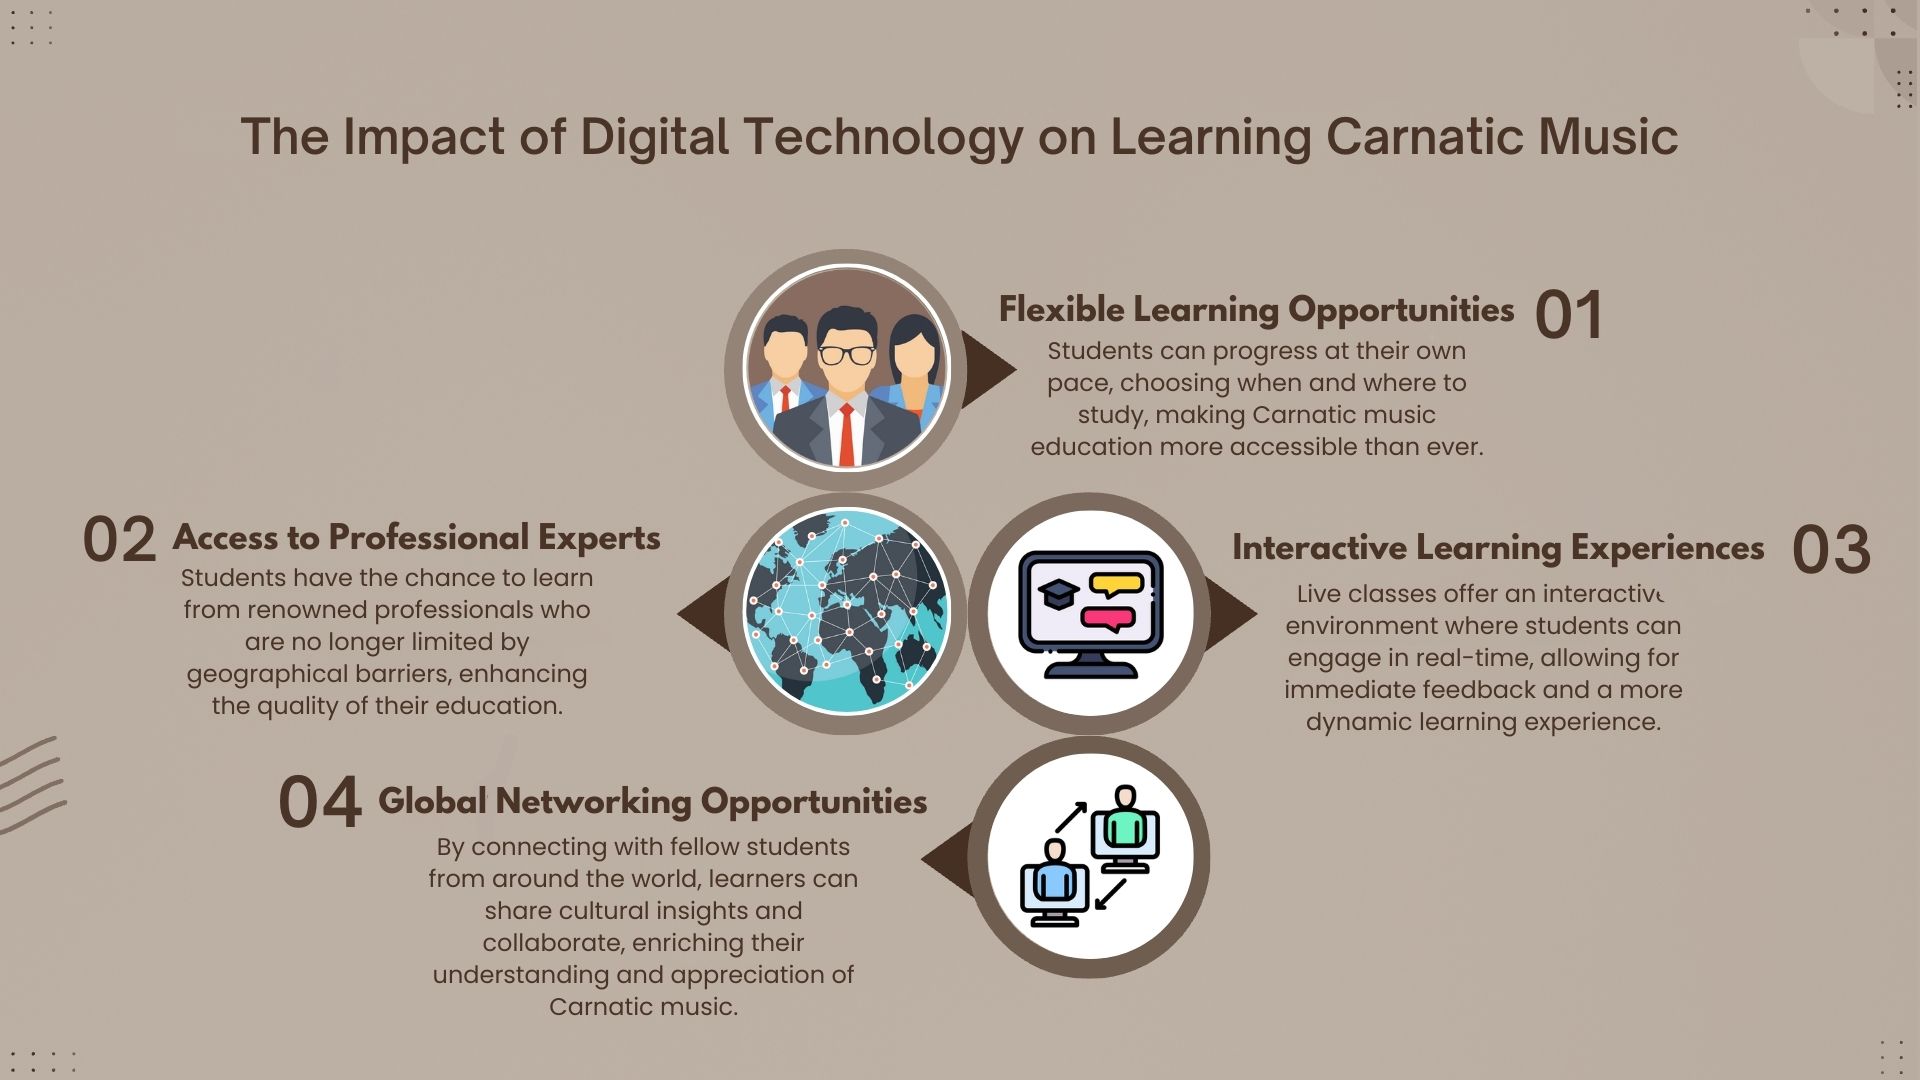 The Impact of Digital Technology on Learning Carnatic Music
Flexible Learning Opportunities 01
Students can progress at their own
pace, choosing when and where to
study, making Carnatic music
education more accessible than ever.
02 Access to Professional Experts
Students have the chance to learn
from renowned professionals who
are no longer limited by
geographical barriers, enhancing
the quality of their education.
Interactive Learning Experiences 03
Live classes offer an interactive
environment where students can
engage in real-time, allowing for
immediate feedback and a more
dynamic learning experience.
04 Global Networking Opportunities
By connecting with fellow students
from around the world, learners can
share cultural insights and
collaborate, enriching their
understanding and appreciation of
Carnatic music.